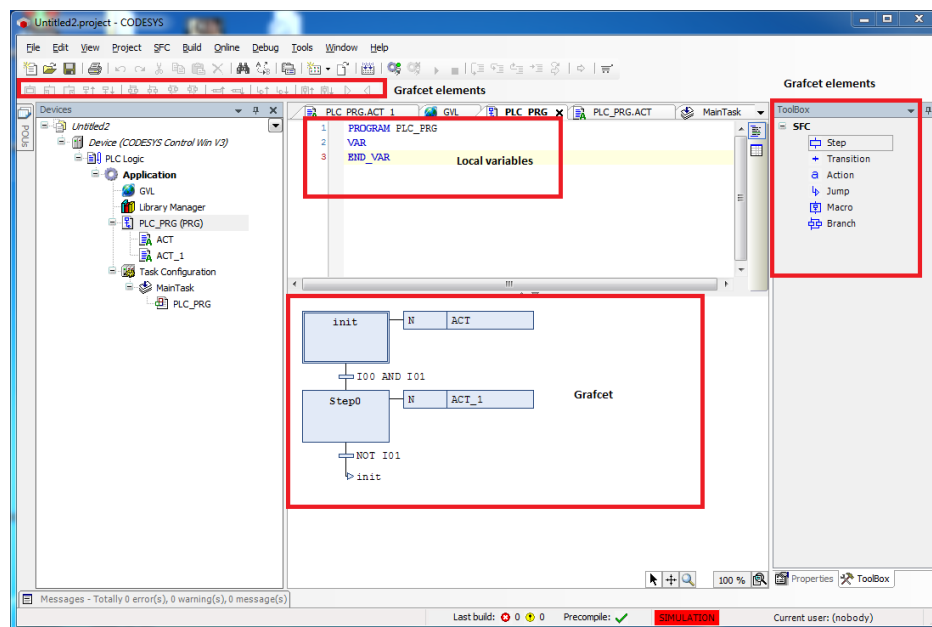 Untitled2.project - CODESYS
File Edit View Project SFC Build Online Debug Tools Window Help
Grafcet elements
Grafcet elements
Devices
PLC_PRG.ACT_1 GVL PLC_PRG PLC_PRG.ACT MainTask
ToolBox
POUs
Untitled2
Device (CODESYS Control Win V3)
PLC Logic
Application
GVL
Library Manager
PLC_PRG (PRG)
ACT
ACT_1
Task Configuration
MainTask
PLC_PRG
1 PROGRAM PLC_PRG
2 VAR
3 END_VAR
Local variables
SFC
Step
Transition
Action
Jump
Macro
Branch
init N ACT
I00 AND I01
Step0 N ACT_1
Grafcet
NOT I01
init
100 %
Properties ToolBox
Messages - Totally 0 error(s), 0 warning(s), 0 message(s)
Last build: 0 0 Precompile: SIMULATION Current user: (nobody)